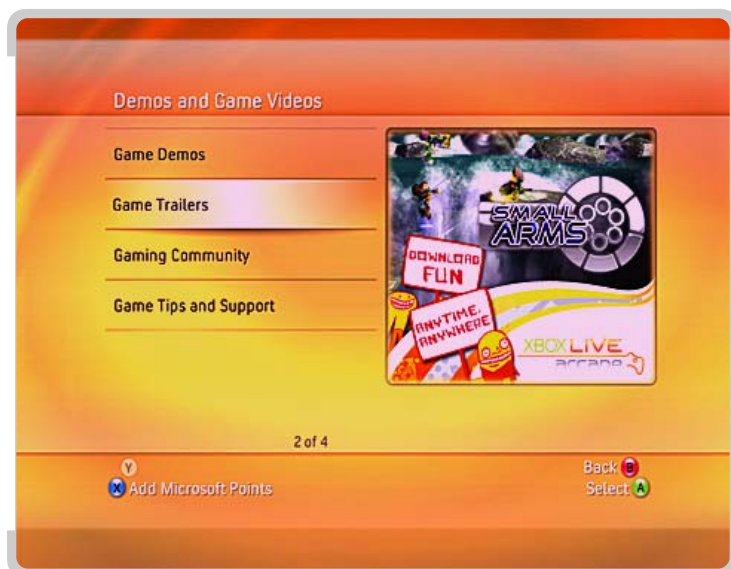 Demos and Game Videos
Game Demos
Game Trailers
Gaming Community
Game Tips and Support
SMALL
ARMS
DOWNLOAD
FUN
ANYTIME,
ANYWHERE
XBOX LIVE
arcade
2 of 4
Y
Back B
X Add Microsoft Points
Select A